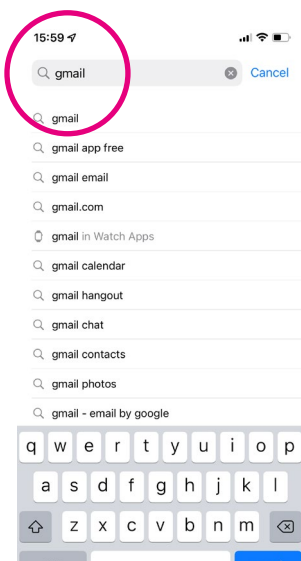 15:59
gmail
Cancel
gmail
gmail app free
gmail email
gmail.com
gmail in Watch Apps
gmail calendar
gmail hangout
gmail chat
gmail contacts
gmail photos
gmail - email by google
q w e r t y u i o p
a s d f g h j k l
z x c v b n m